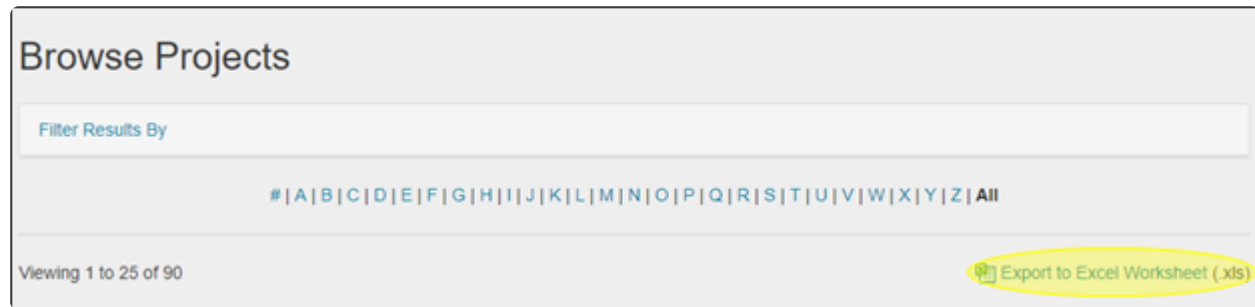 Browse Projects
Filter Results By
# | A | B | C | D | E | F | G | H | I | J | K | L | M | N | O | P | Q | R | S | T | U | V | W | X | Y | Z | All
Viewing 1 to 25 of 90
Export to Excel Worksheet (.xls)